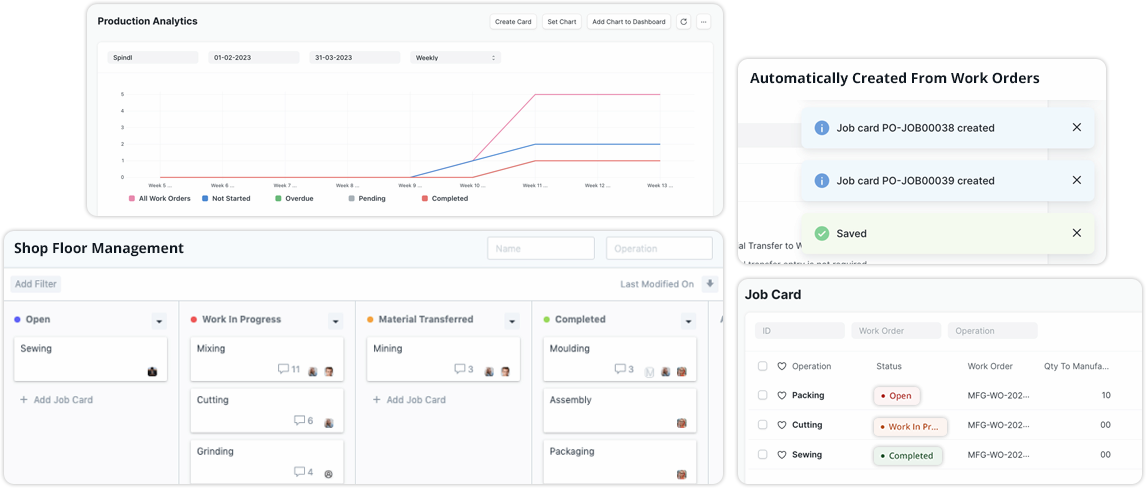 Production Analytics
Create Card
Set Chart
Add Chart to Dashboard
Spindl
01-02-2023
31-03-2023
Weekly
5
4
3
2
1
0
Week 5 ...
Week 6 ...
Week 7 ...
Week 8 ...
Week 9 ...
Week 10 ...
Week 11 ...
Week 12 ...
Week 13 ...
All Work Orders
Not Started
Overdue
Pending
Completed
Automatically Created From Work Orders
Job card PO-JOB00038 created
Job card PO-JOB00039 created
Saved
al Transfer to W
Shop Floor Management
Name
Operation
Add Filter
Last Modified On
Open
Sewing
+ Add Job Card
Work In Progress
Mixing
11
Cutting
6
Grinding
4
Material Transferred
Mining
3
+ Add Job Card
Completed
Moulding
3
Assembly
Packaging
Job Card
ID
Work Order
Operation
Operation Status Work Order Qty To Manufa...
Packing Open MFG-WO-202... 10
Cutting Work In Pr... MFG-WO-202... 00
Sewing Completed MFG-WO-202... 00